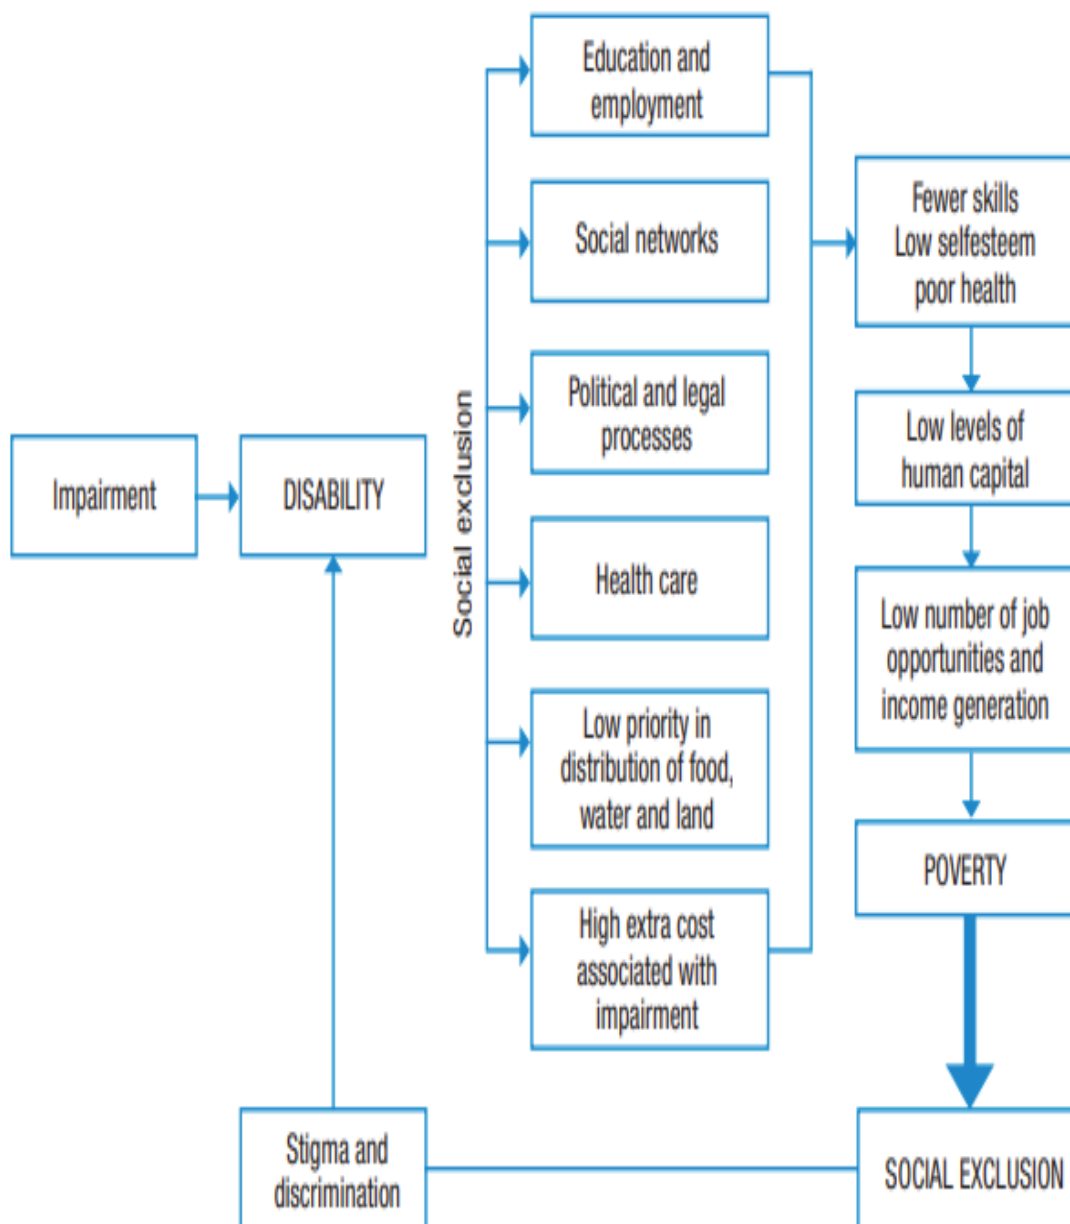 Impairment
DISABILITY
Social exclusion
Education and
employment
Social networks
Political and legal
processes
Health care
Low priority in
distribution of food,
water and land
High extra cost
associated with
impairment
Fewer skills
Low selfesteem
poor health
Low levels of
human capital
Low number of job
opportunities and
income generation
POVERTY
SOCIAL EXCLUSION
Stigma and
discrimination